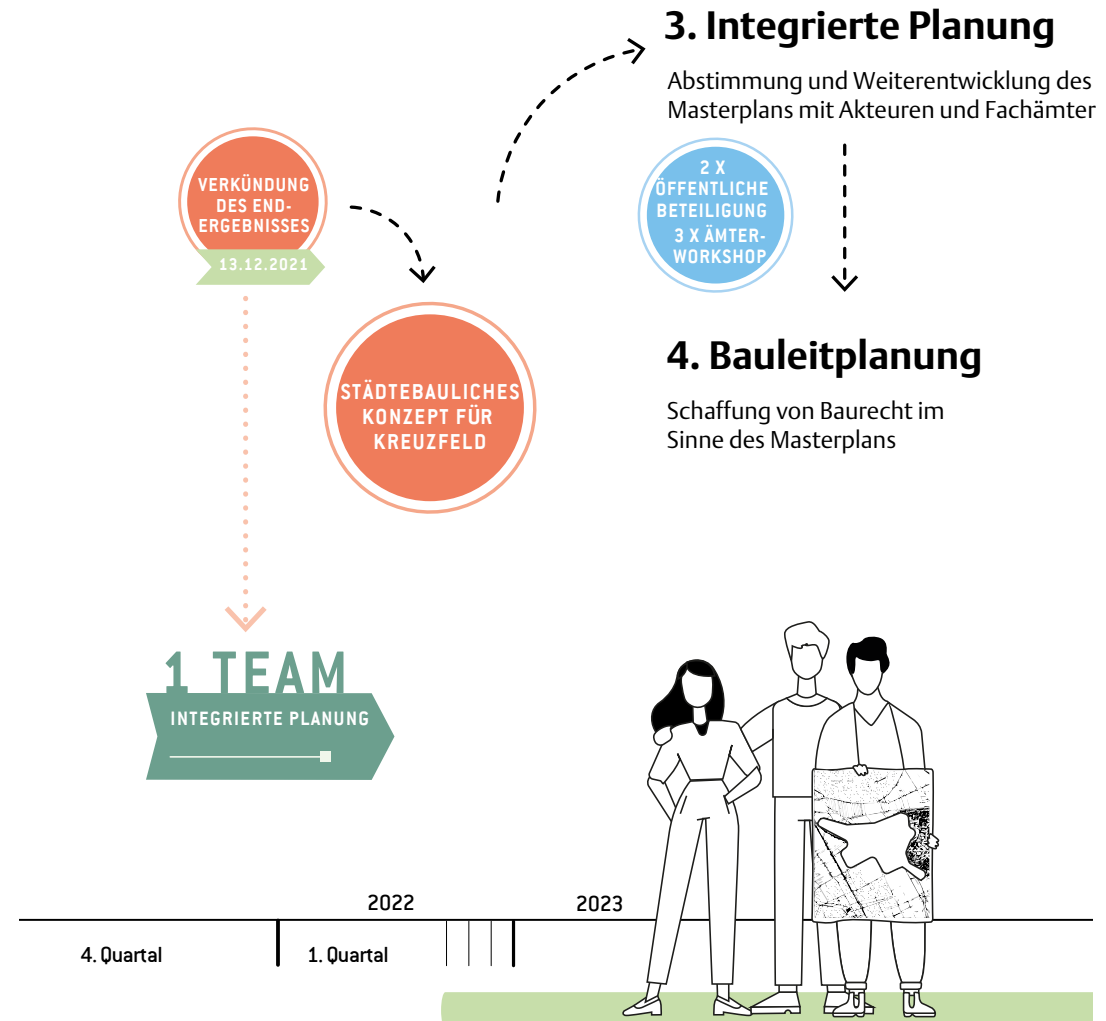 3. Integrierte Planung
Abstimmung und Weiterentwicklung des
Masterplans mit Akteuren und Fachämter
VERKÜNDUNG
DES END-
ERGEBNISSES
13.12.2021
2 X
ÖFFENTLICHE
BETEILIGUNG
3 X ÄMTER-
WORKSHOP
STÄDTEBAULICHES
KONZEPT FÜR
KREUZFELD
4. Bauleitplanung
Schaffung von Baurecht im
Sinne des Masterplans
1 TEAM
INTEGRIERTE PLANUNG
2022
2023
4. Quartal
1. Quartal